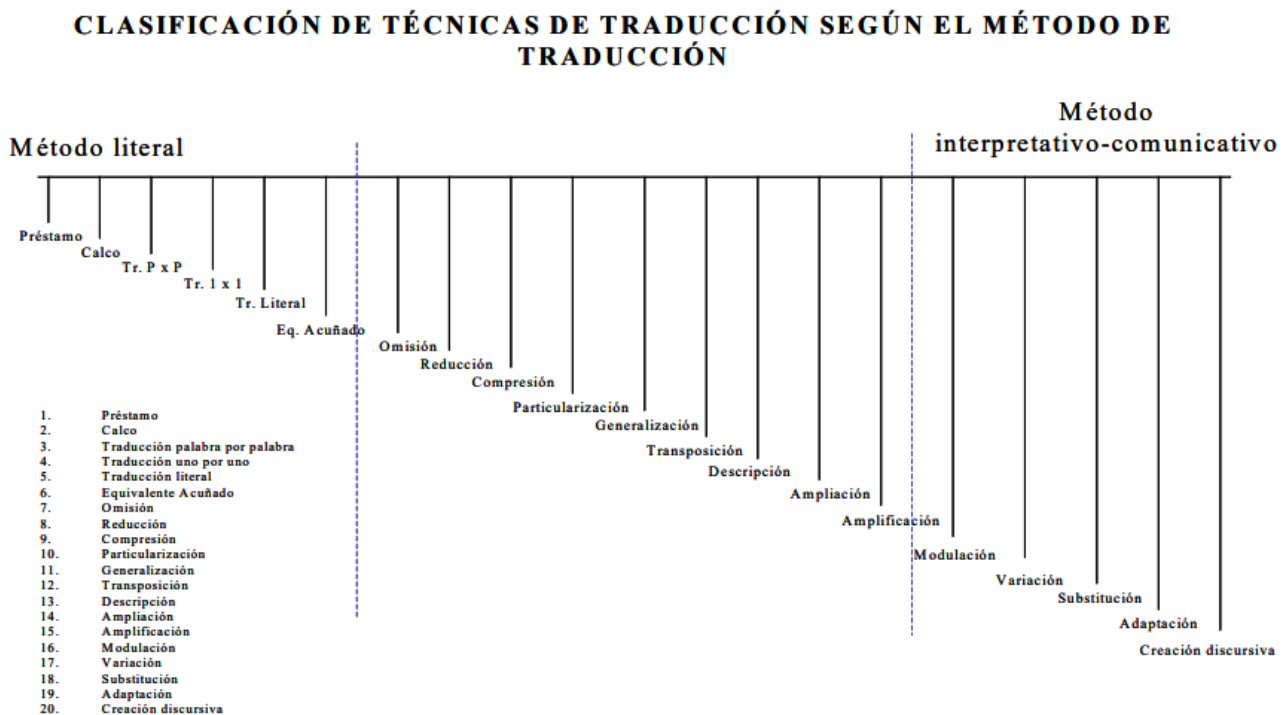 CLASIFICACIÓN DE TÉCNICAS DE TRADUCCIÓN SEGÚN EL MÉTODO DE
TRADUCCIÓN
Método literal
Método
interpretativo-comunicativo
Préstamo
Calco
Tr. P x P
Tr. 1 x 1
Tr. Literal
Eq. Acuñado
Omisión
Reducción
Compresión
Particularización
Generalización
Transposición
Descripción
Ampliación
Amplificación
Modulación
Variación
Substitución
Adaptación
Creación discursiva
1. Préstamo
2. Calco
3. Traducción palabra por palabra
4. Traducción uno por uno
5. Traducción literal
6. Equivalente Acuñado
7. Omisión
8. Reducción
9. Compresión
10. Particularización
11. Generalización
12. Transposición
13. Descripción
14. Ampliación
15. Amplificación
16. Modulación
17. Variación
18. Substitución
19. Adaptación
20. Creación discursiva